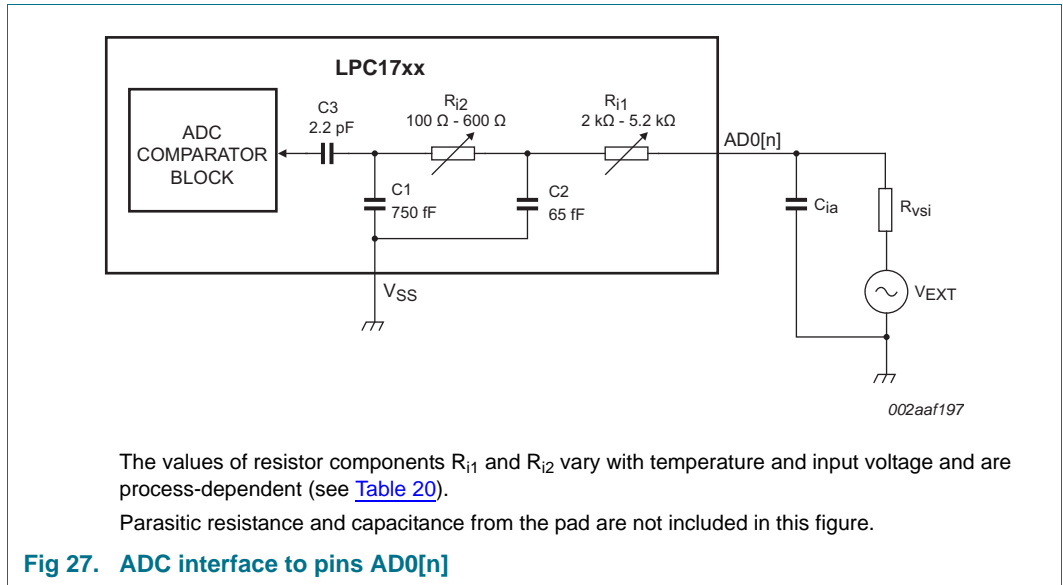 LPC17xx
ADC
COMPARATOR
BLOCK
C3
2.2 pF
Ri2
100 Ω - 600 Ω
Ri1
2 kΩ - 5.2 kΩ
AD0[n]
C1
750 fF
C2
65 fF
Cia
Rvsi
VSS
VEXT
002aaf197
The values of resistor components Ri1 and Ri2 vary with temperature and input voltage and are
process-dependent (see Table 20).
Parasitic resistance and capacitance from the pad are not included in this figure.
Fig 27. ADC interface to pins AD0[n]